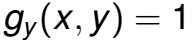 g_y(x, y) = 1